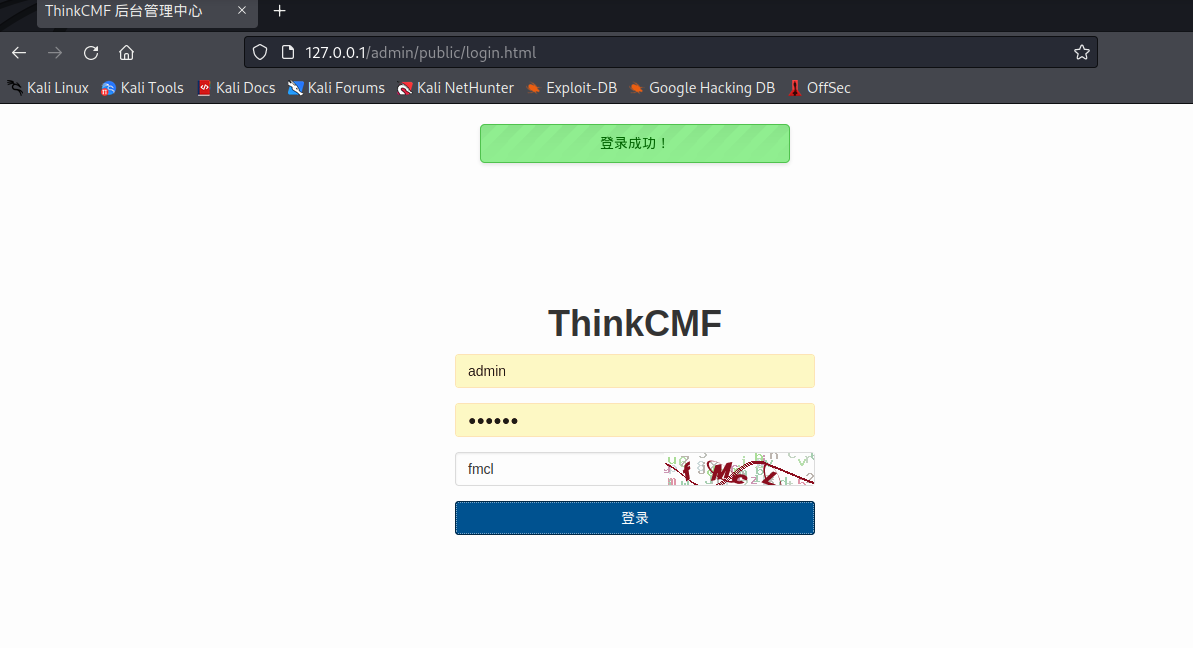 ThinkCMF 后台管理中心
127.0.0.1/admin/public/login.html
Kali Linux Kali Tools Kali Docs Kali Forums Kali NetHunter Exploit-DB Google Hacking DB OffSec
登录成功！
ThinkCMF
admin
••••••
fmcl
登录